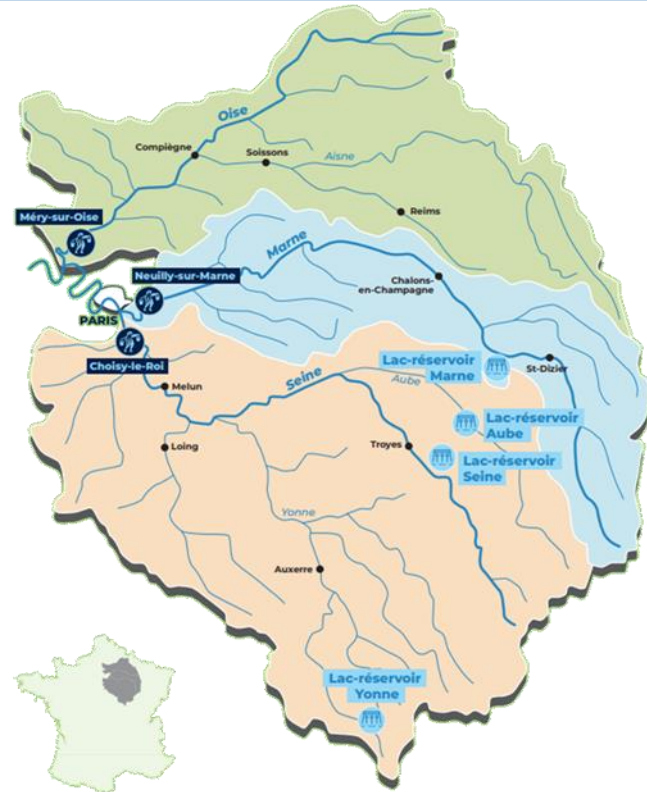 Oise
Compiègne
Soissons
Aisne
Reims
Méry-sur-Oise
Marne
Neuilly-sur-Marne
Chalons-
en-Champagne
PARIS
Choisy-le-Roi
St-Dizier
Lac-réservoir
Marne
Seine
Aube
Melun
Lac-réservoir
Aube
Troyes
Loing
Lac-réservoir
Seine
Yonne
Auxerre
Lac-réservoir
Yonne